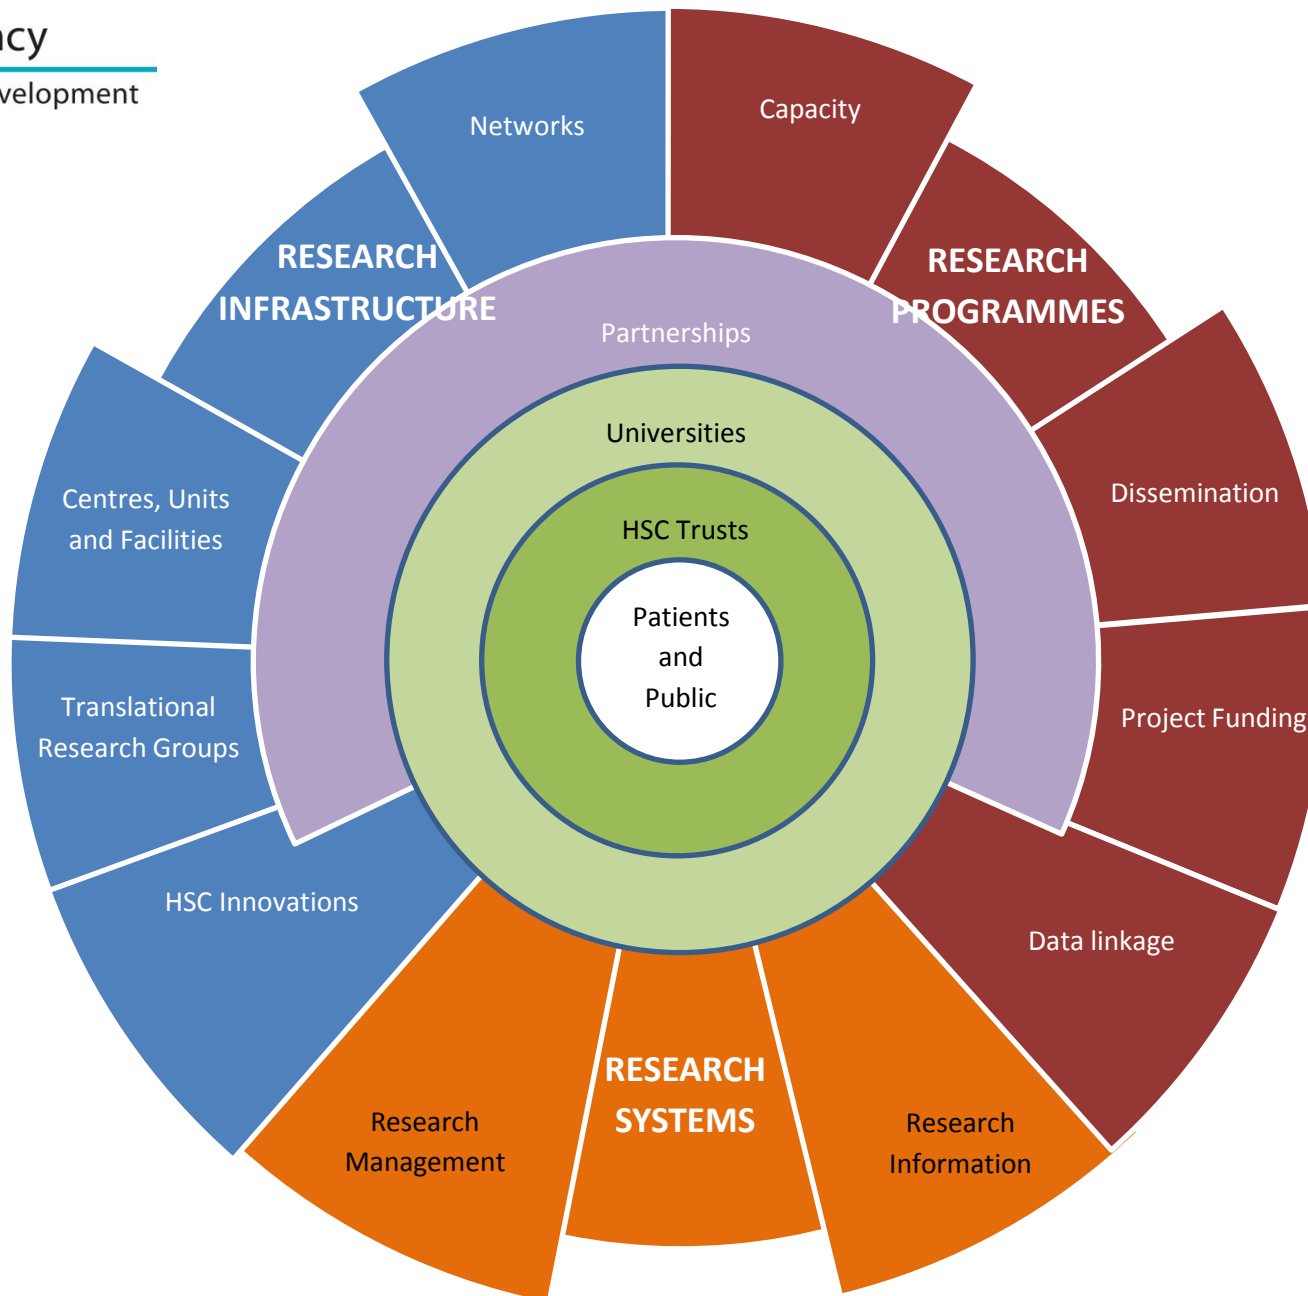 ncy
velopment
Networks
Capacity
RESEARCH
INFRASTRUCTURE
RESEARCH
PROGRAMMES
Partnerships
Universities
Centres, Units
and Facilities
Dissemination
HSC Trusts
Patients
and
Public
Translational
Research Groups
Project Funding
HSC Innovations
Data linkage
RESEARCH
SYSTEMS
Research
Management
Research
Information